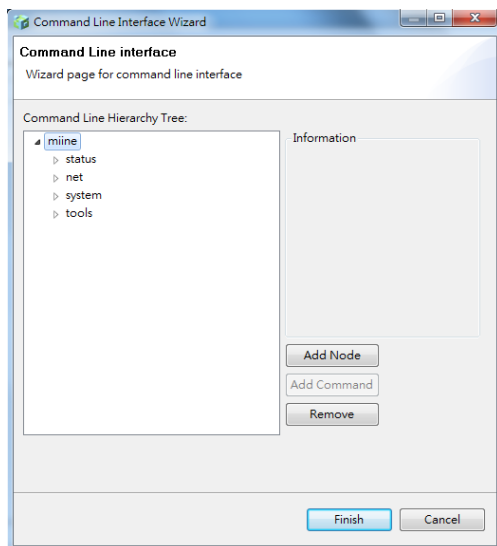 Command Line Interface Wizard
Command Line interface
Wizard page for command line interface
Command Line Hierarchy Tree:
miine
status
net
system
tools
Information
Add Node
Add Command
Remove
Finish
Cancel